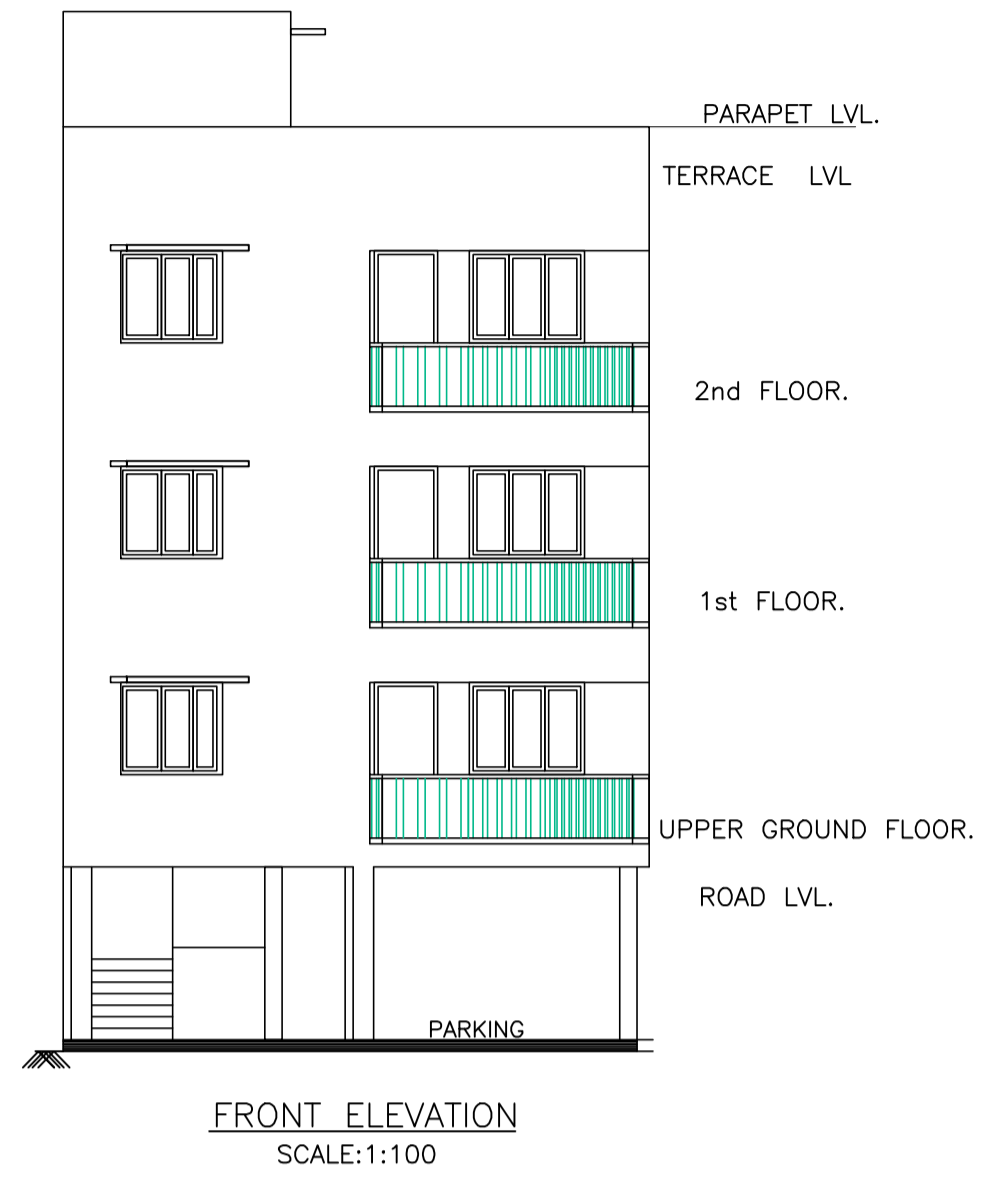 PARAPET LVL.
TERRACE LVL
2nd FLOOR.
1st FLOOR.
UPPER GROUND FLOOR.
ROAD LVL.
PARKING
FRONT ELEVATION
SCALE:1:100